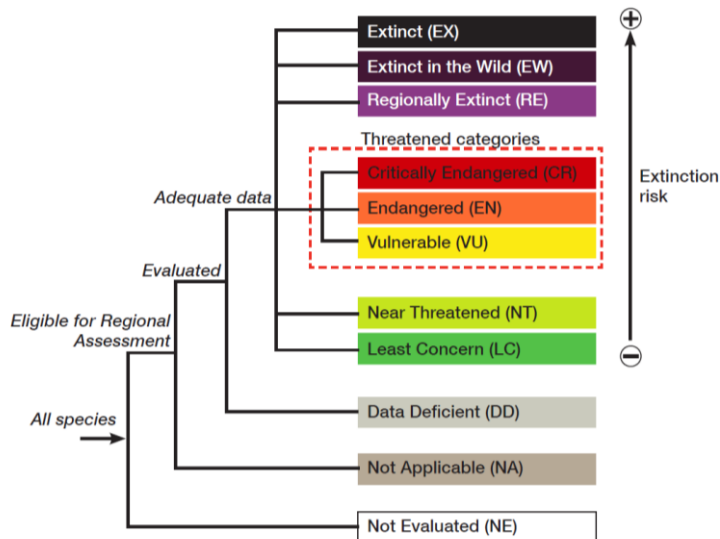 Extinct (EX)
Extinct in the Wild (EW)
Regionally Extinct (RE)
Threatened categories
Critically Endangered (CR)
Adequate data
Endangered (EN)
Extinction
risk
Vulnerable (VU)
Evaluated
Near Threatened (NT)
Eligible for Regional
Assessment
Least Concern (LC)
All species
Data Deficient (DD)
Not Applicable (NA)
Not Evaluated (NE)